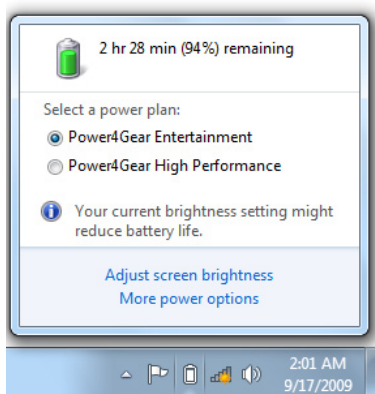 2 hr 28 min (94%) remaining
Select a power plan:
Power4Gear Entertainment
Power4Gear High Performance
Your current brightness setting might
reduce battery life.
Adjust screen brightness
More power options
2:01 AM
9/17/2009